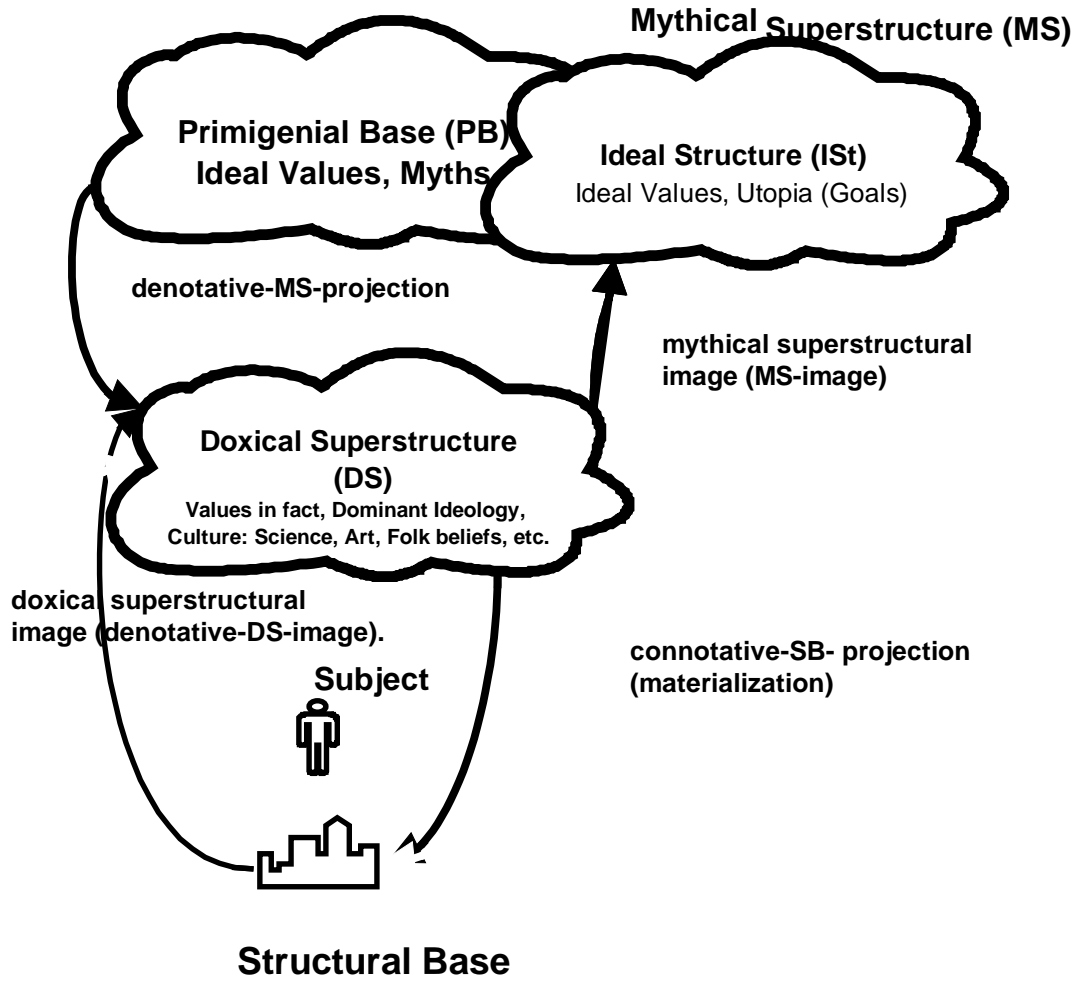 Mythical Superstructure (MS)
Primigenial Base (PB)
Ideal Values, Myths
Ideal Structure (ISt)
Ideal Values, Utopia (Goals)
denotative-MS-projection
mythical superstructural
image (MS-image)
Doxical Superstructure
(DS)
Values in fact, Dominant Ideology,
Culture: Science, Art, Folk beliefs, etc.
doxical superstructural
image (denotative-DS-image).
connotative-SB- projection
(materialization)
Subject
Structural Base